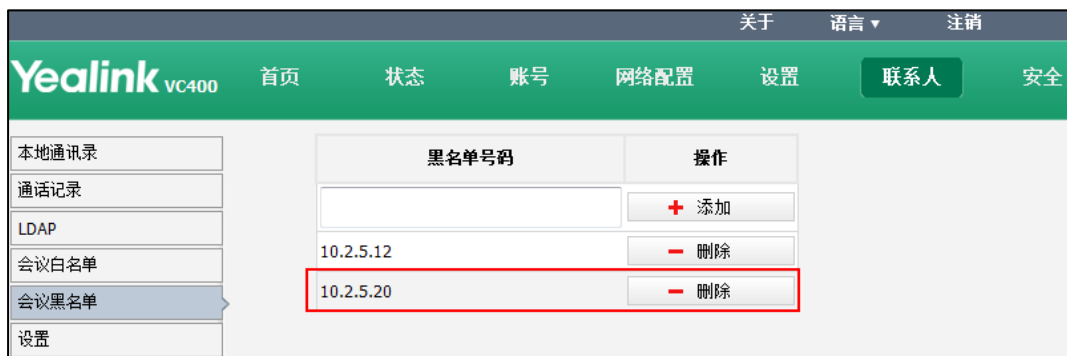 关于 语言 ▼ 注销
Yealink VC400 首页 状态 账号 网络配置 设置 联系人 安全
本地通讯录
通话记录
LDAP
会议白名单
会议黑名单
设置
黑名单号码 操作
+ 添加
10.2.5.12 − 删除
10.2.5.20 − 删除